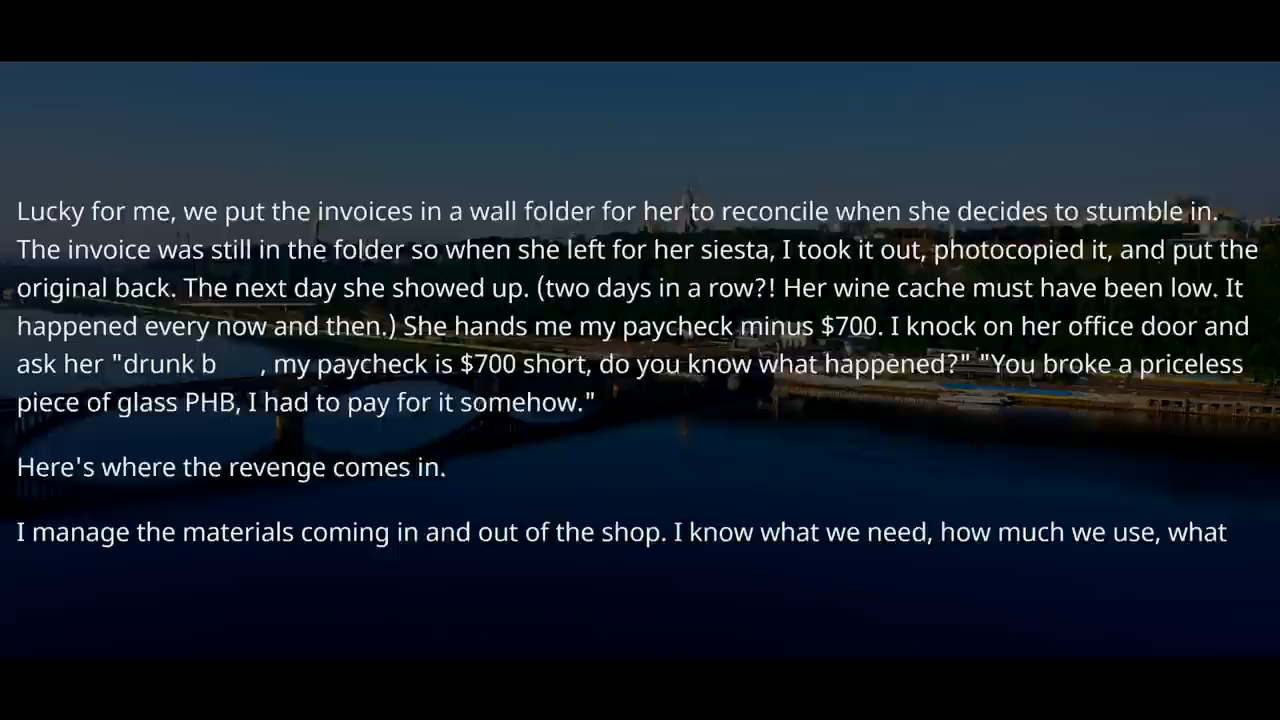 Lucky for me, we put the invoices in a wall folder for her to reconcile when she decides to stumble in.
The invoice was still in the folder so when she left for her siesta, I took it out, photocopied it, and put the
original back. The next day she showed up. (two days in a row?! Her wine cache must have been low. It
happened every now and then.) She hands me my paycheck minus $700. I knock on her office door and
ask her "drunk b , my paycheck is $700 short, do you know what happened?" "You broke a priceless
piece of glass PHB, I had to pay for it somehow."
Here's where the revenge comes in.
I manage the materials coming in and out of the shop. I know what we need, how much we use, what